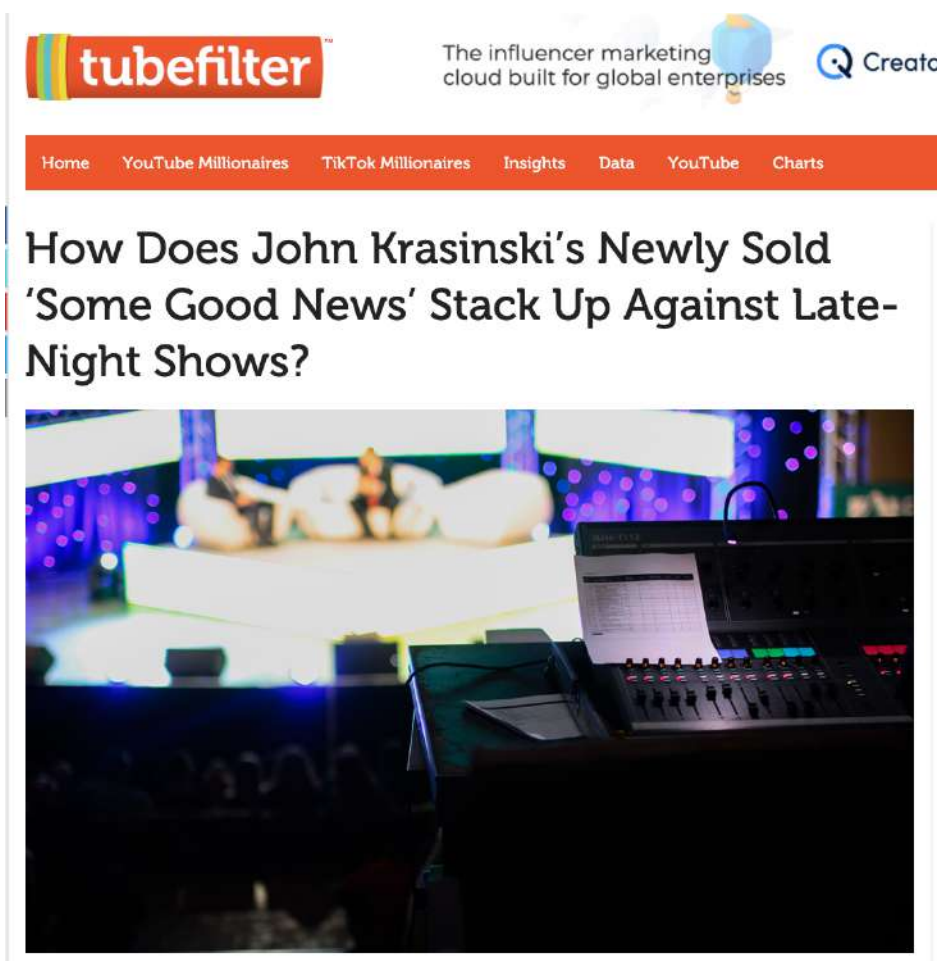 tubefilter™
The influencer marketing
cloud built for global enterprises
Creato
Home YouTube Millionaires TikTok Millionaires Insights Data YouTube Charts
How Does John Krasinski's Newly Sold
'Some Good News' Stack Up Against Late-
Night Shows?